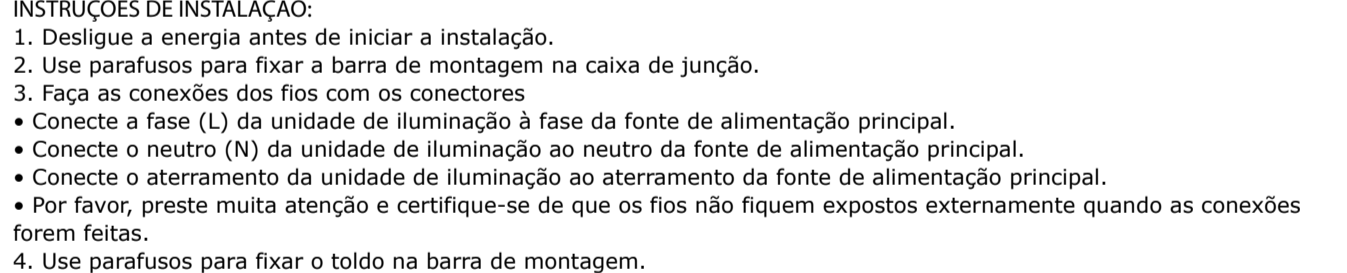 INSTRUÇÕES DE INSTALAÇÃO:
1. Desligue a energia antes de iniciar a instalação.
2. Use parafusos para fixar a barra de montagem na caixa de junção.
3. Faça as conexões dos fios com os conectores
• Conecte a fase (L) da unidade de iluminação à fase da fonte de alimentação principal.
• Conecte o neutro (N) da unidade de iluminação ao neutro da fonte de alimentação principal.
• Conecte o aterramento da unidade de iluminação ao aterramento da fonte de alimentação principal.
• Por favor, preste muita atenção e certifique-se de que os fios não fiquem expostos externamente quando as conexões
forem feitas.
4. Use parafusos para fixar o toldo na barra de montagem.